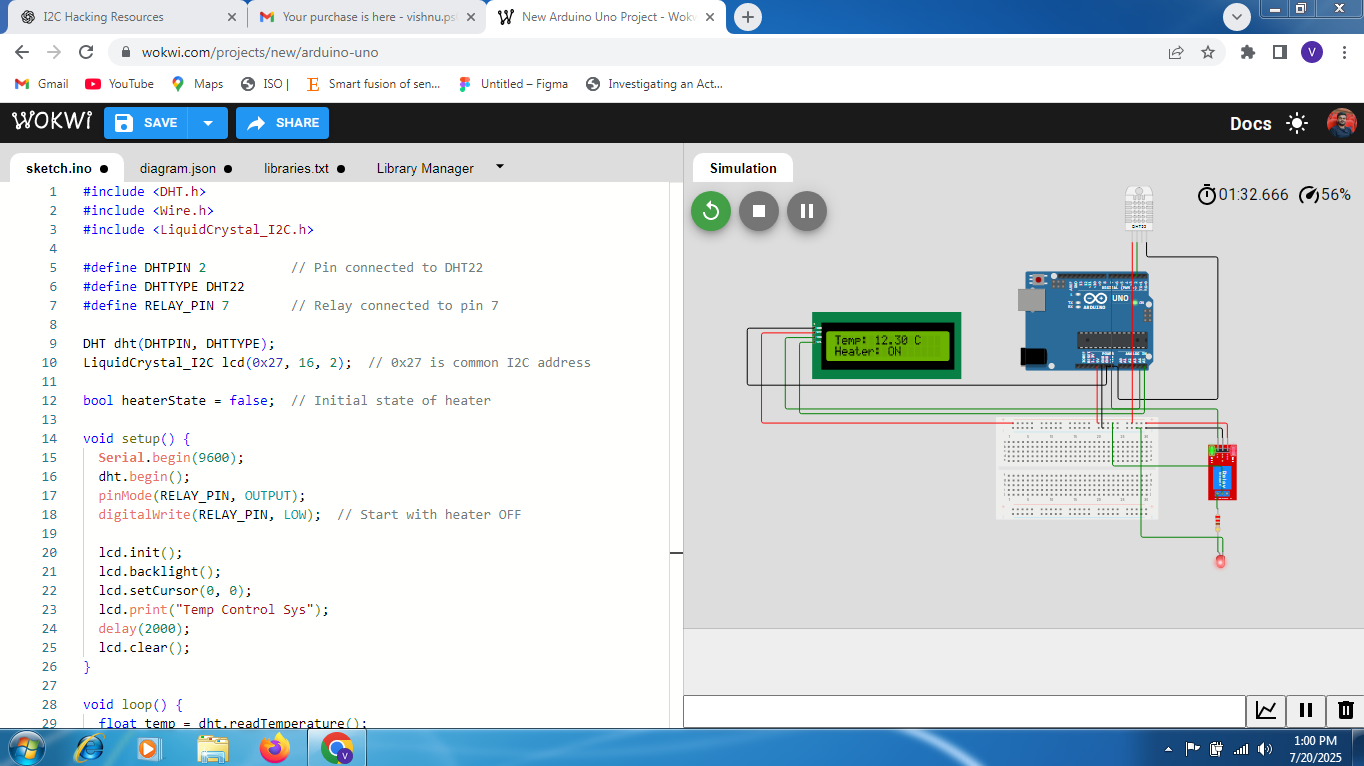 I2C Hacking Resources
Your purchase is here - vishnu.ps
New Arduino Uno Project - Wokw
wokwi.com/projects/new/arduino-uno
V
Gmail
YouTube
Maps
ISO |
Smart fusion of sen...
Untitled – Figma
Investigating an Act...
WOKWI
SAVE
SHARE
Docs
sketch.ino
diagram.json
libraries.txt
Library Manager
Simulation
1 #include <DHT.h>
2 #include <Wire.h>
3 #include <LiquidCrystal_I2C.h>
4
5 #define DHTPIN 2 // Pin connected to DHT22
6 #define DHTTYPE DHT22
7 #define RELAY_PIN 7 // Relay connected to pin 7
8
9 DHT dht(DHTPIN, DHTTYPE);
10 LiquidCrystal_I2C lcd(0x27, 16, 2); // 0x27 is common I2C address
11
12 bool heaterState = false; // Initial state of heater
13
14 void setup() {
15 Serial.begin(9600);
16 dht.begin();
17 pinMode(RELAY_PIN, OUTPUT);
18 digitalWrite(RELAY_PIN, LOW); // Start with heater OFF
19
20 lcd.init();
21 lcd.backlight();
22 lcd.setCursor(0, 0);
23 lcd.print("Temp Control Sys");
24 delay(2000);
25 lcd.clear();
26 }
27
28 void loop() {
29 float temp = dht.readTemperature();
01:32.666
56%
DHT22
UNO
ARDUINO
Temp: 12.30 C
Heater: ON
Relay
V
1:00 PM
7/20/2025